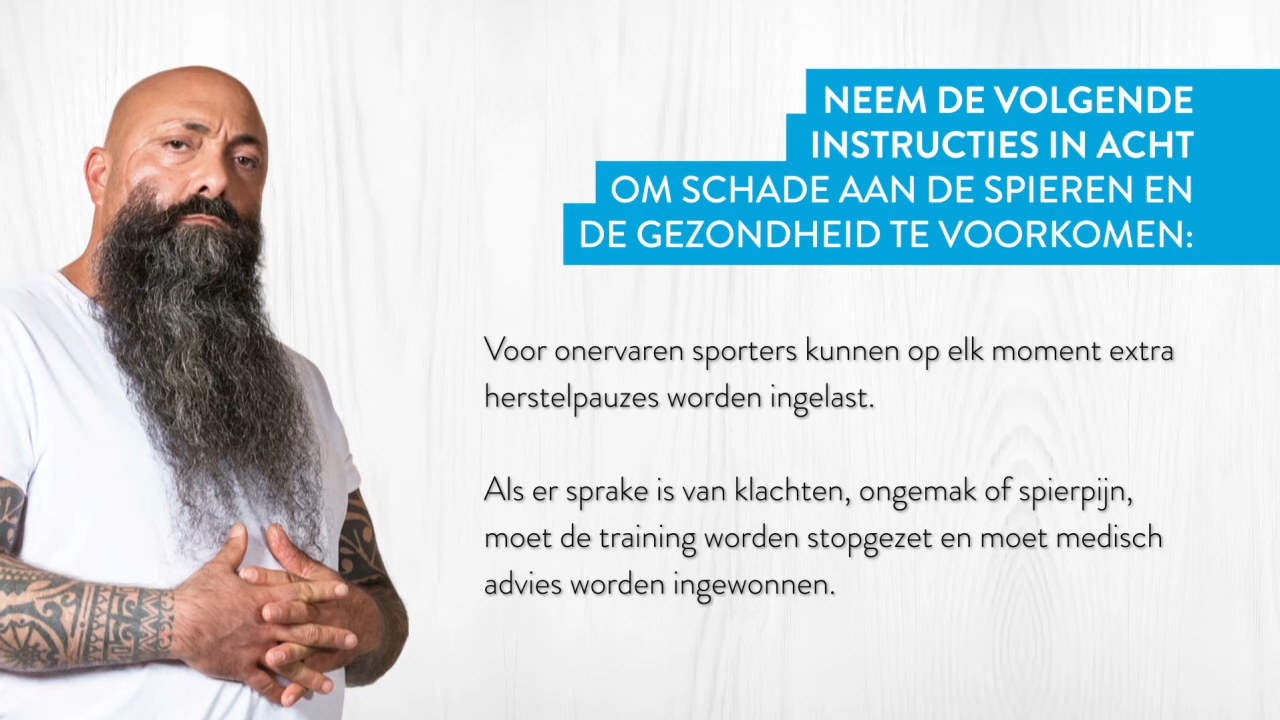 NEEM DE VOLGENDE
INSTRUCTIES IN ACHT
OM SCHADE AAN DE SPIEREN EN
DE GEZONDHEID TE VOORKOMEN:
Voor onervaren sporters kunnen op elk moment extra
herstelpauzes worden ingelast.
Als er sprake is van klachten, ongemak of spierpijn,
moet de training worden stopgezet en moet medisch
advies worden ingewonnen.